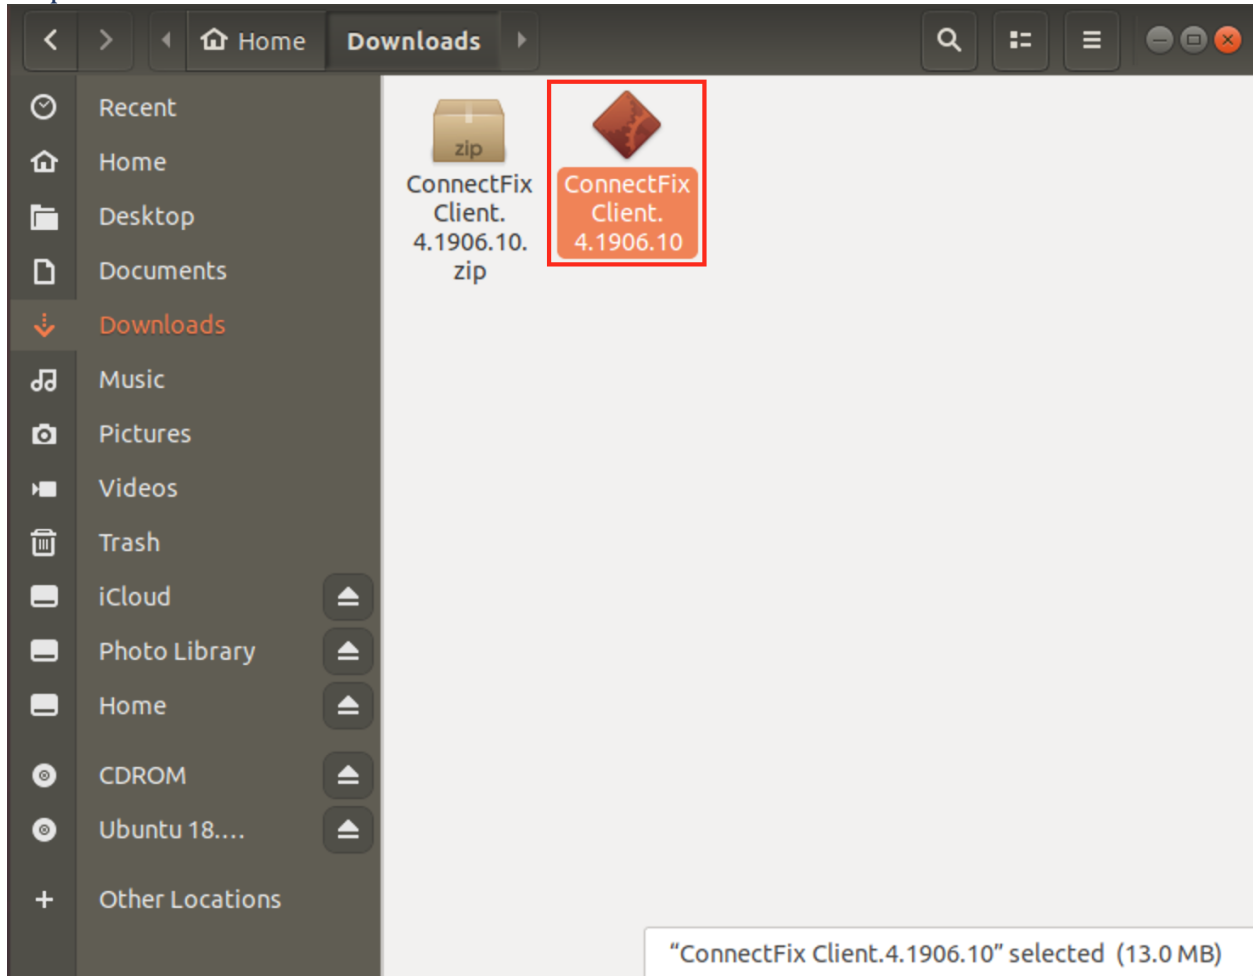 Home
Downloads
Recent
Home
Desktop
Documents
Downloads
Music
Pictures
Videos
Trash
iCloud
Photo Library
Home
CDROM
Ubuntu 18....
Other Locations
zip
ConnectFix
Client.
4.1906.10.
zip
ConnectFix
Client.
4.1906.10
“ConnectFix Client.4.1906.10” selected (13.0 MB)